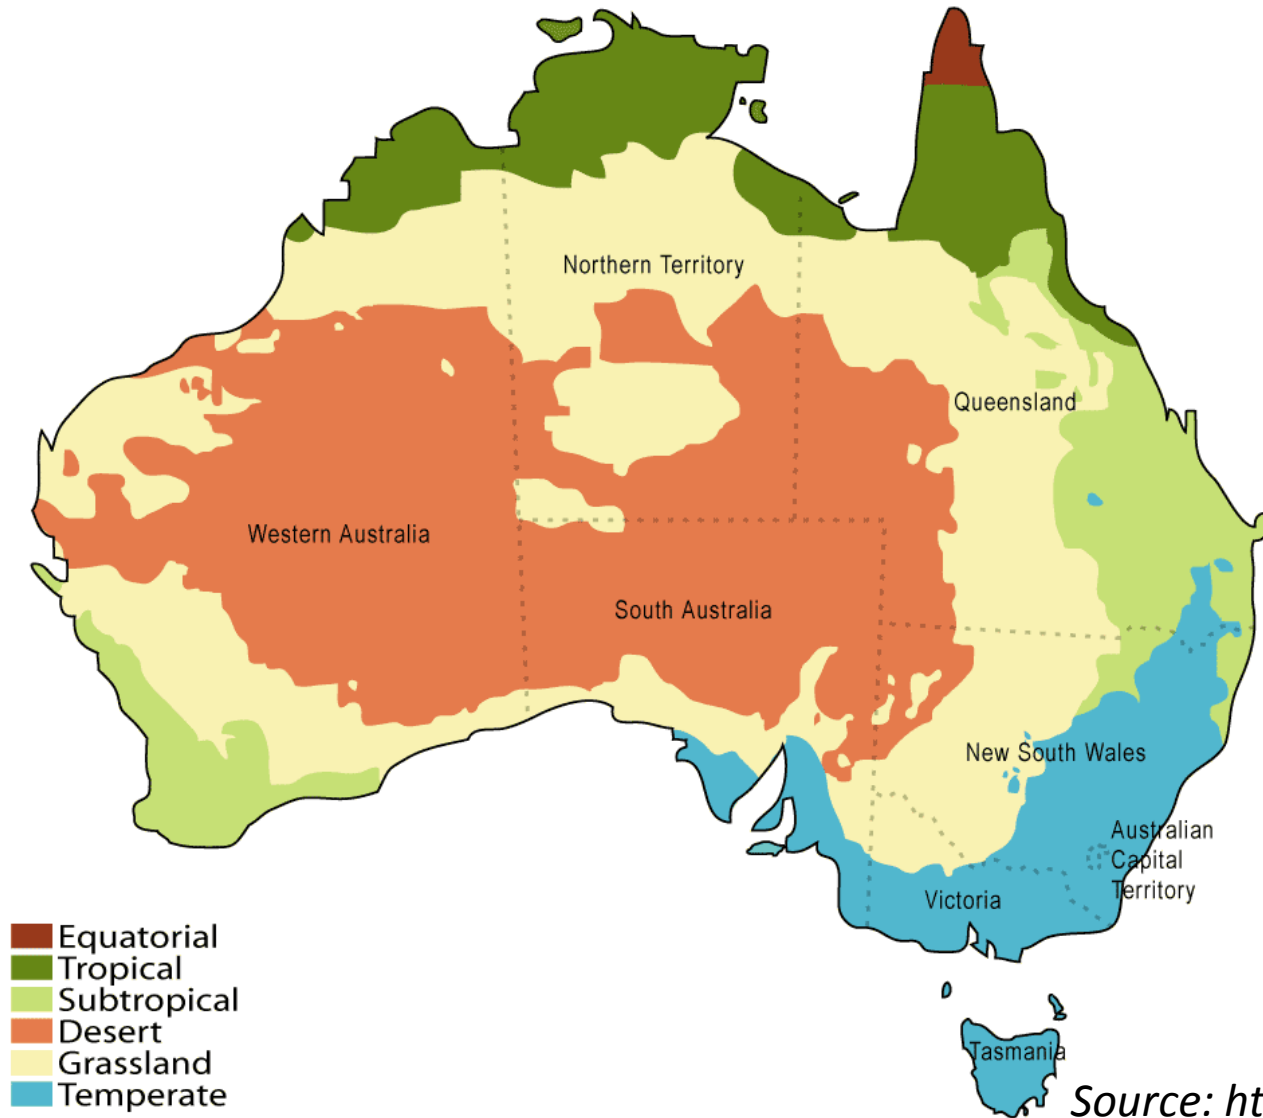 Northern Territory
Queensland
Western Australia
South Australia
New South Wales
Australian
Capital
Territory
Victoria
Tasmania
Equatorial
Tropical
Subtropical
Desert
Grassland
Temperate
Source: ht